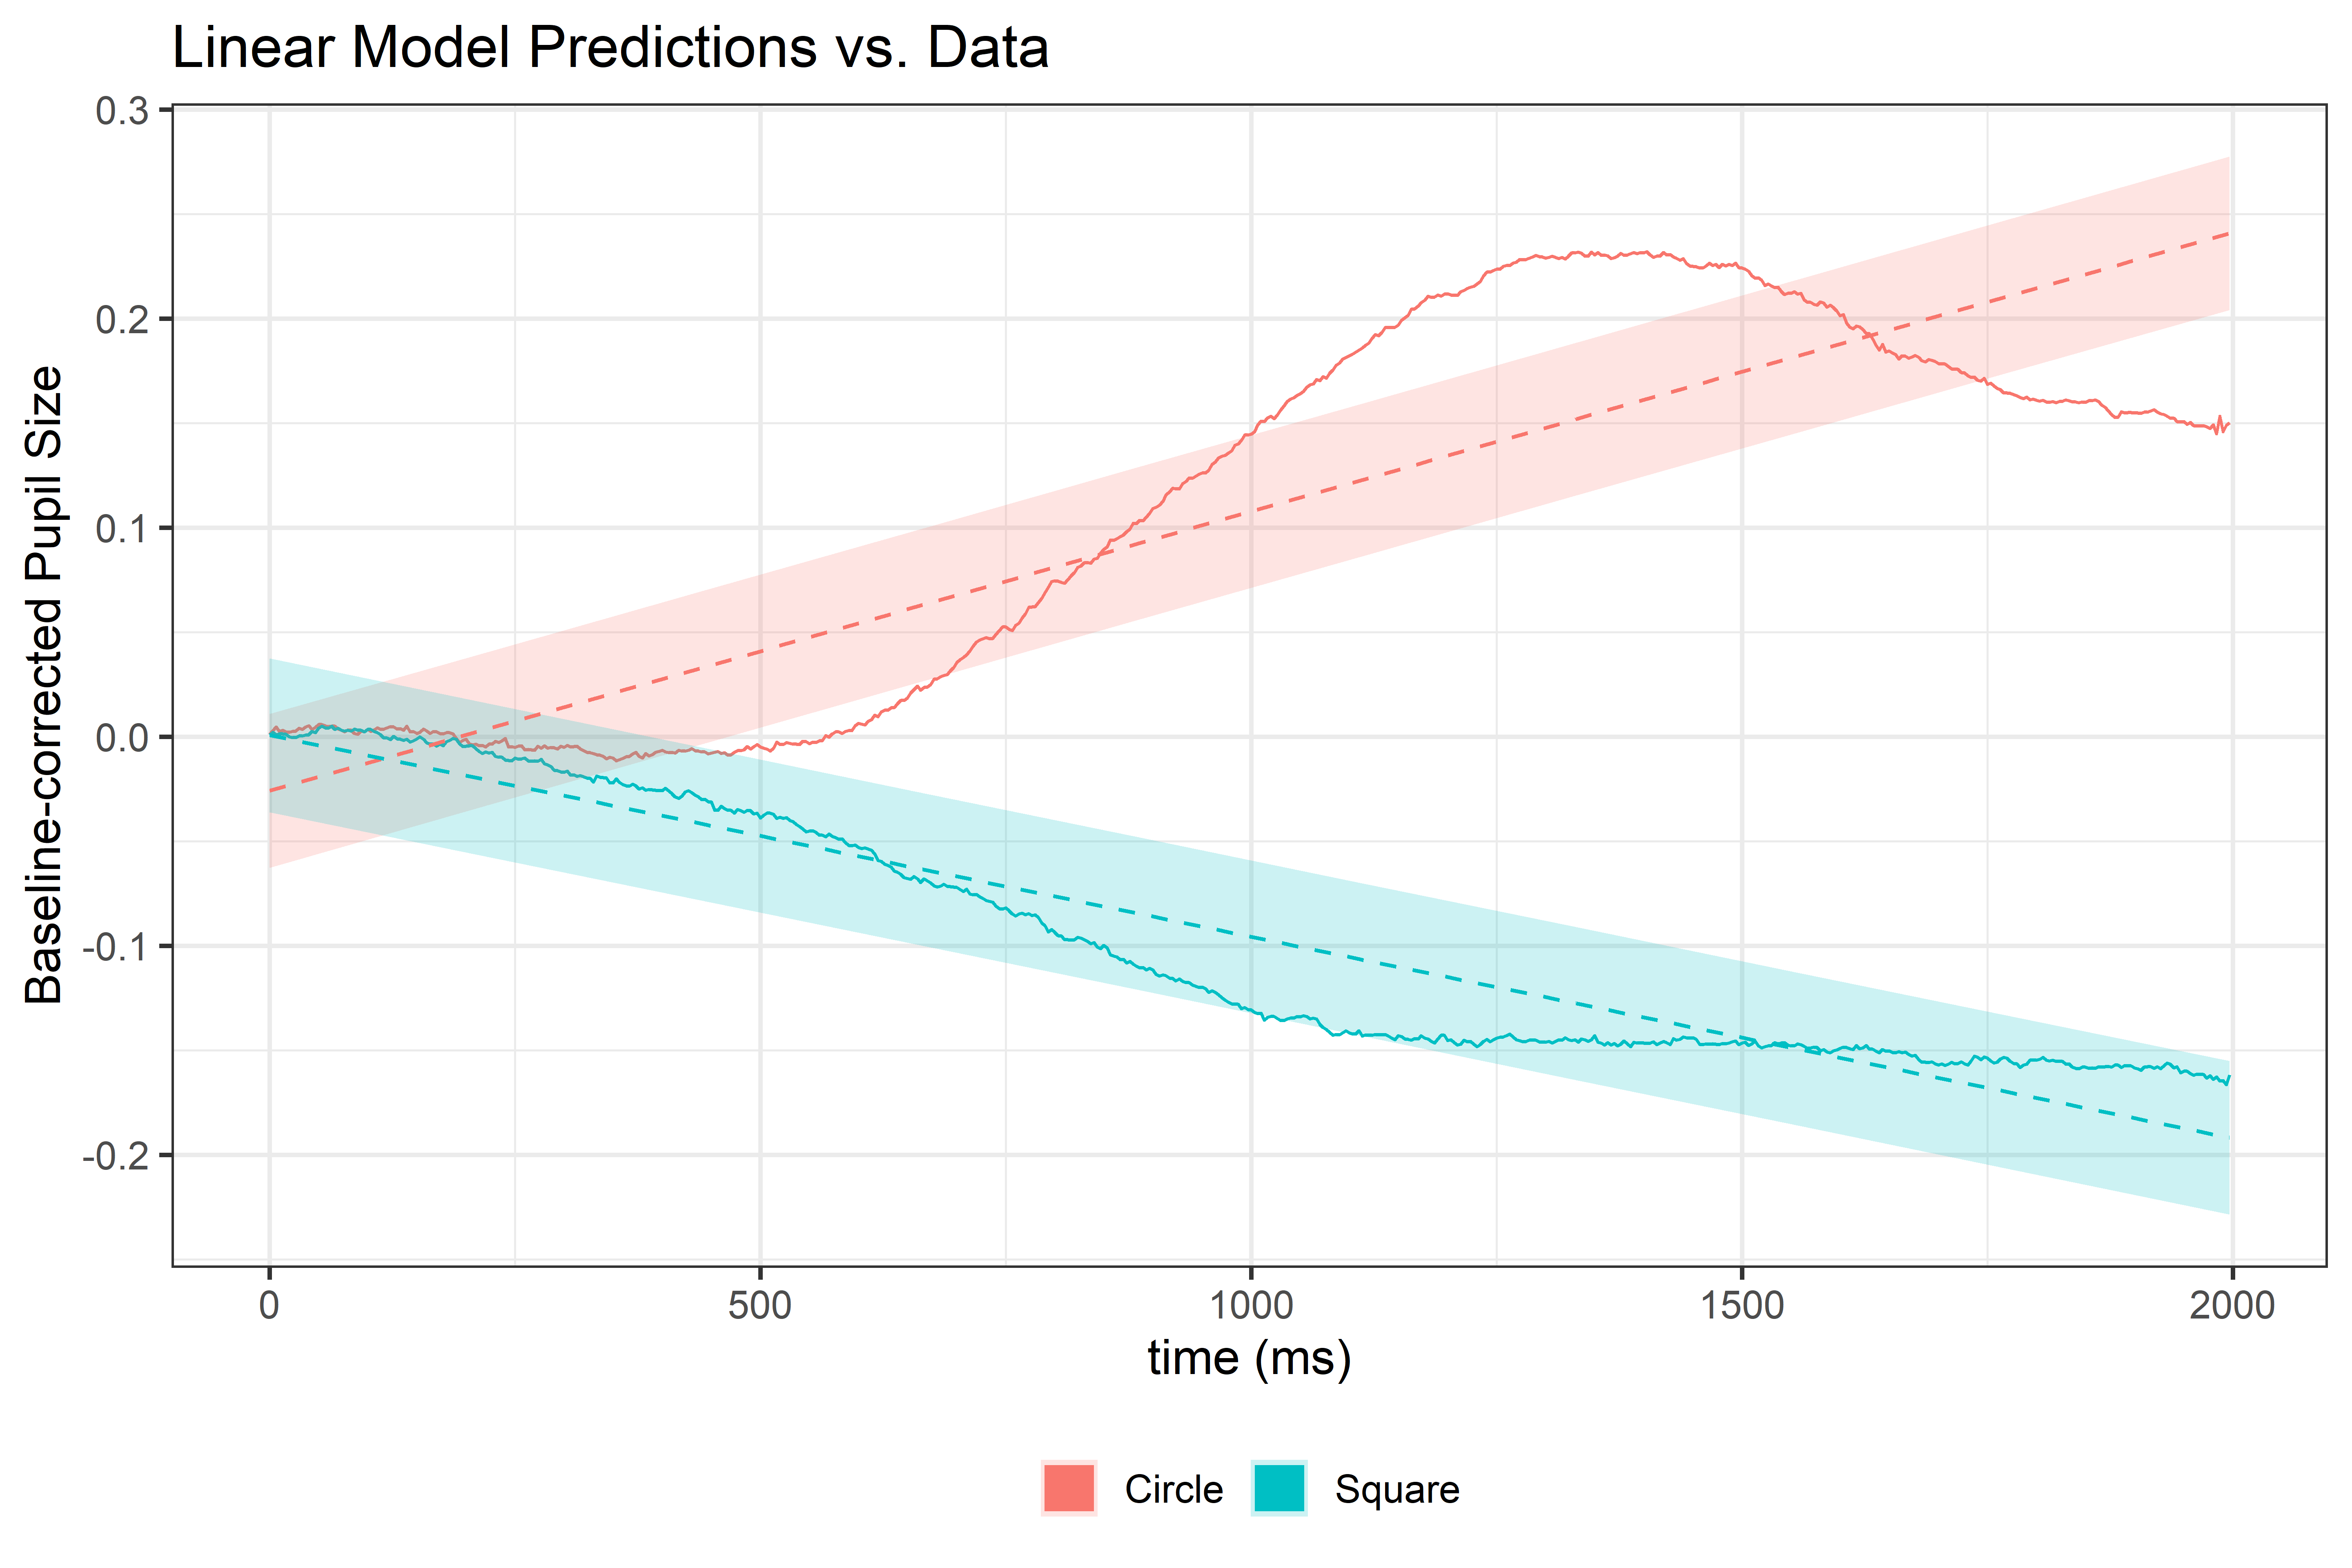 Linear Model Predictions vs. Data
Baseline-corrected Pupil Size
0.3
0.2
0.1
0.0
-0.1
-0.2
0 500 1000 1500 2000
time (ms)
Circle Square